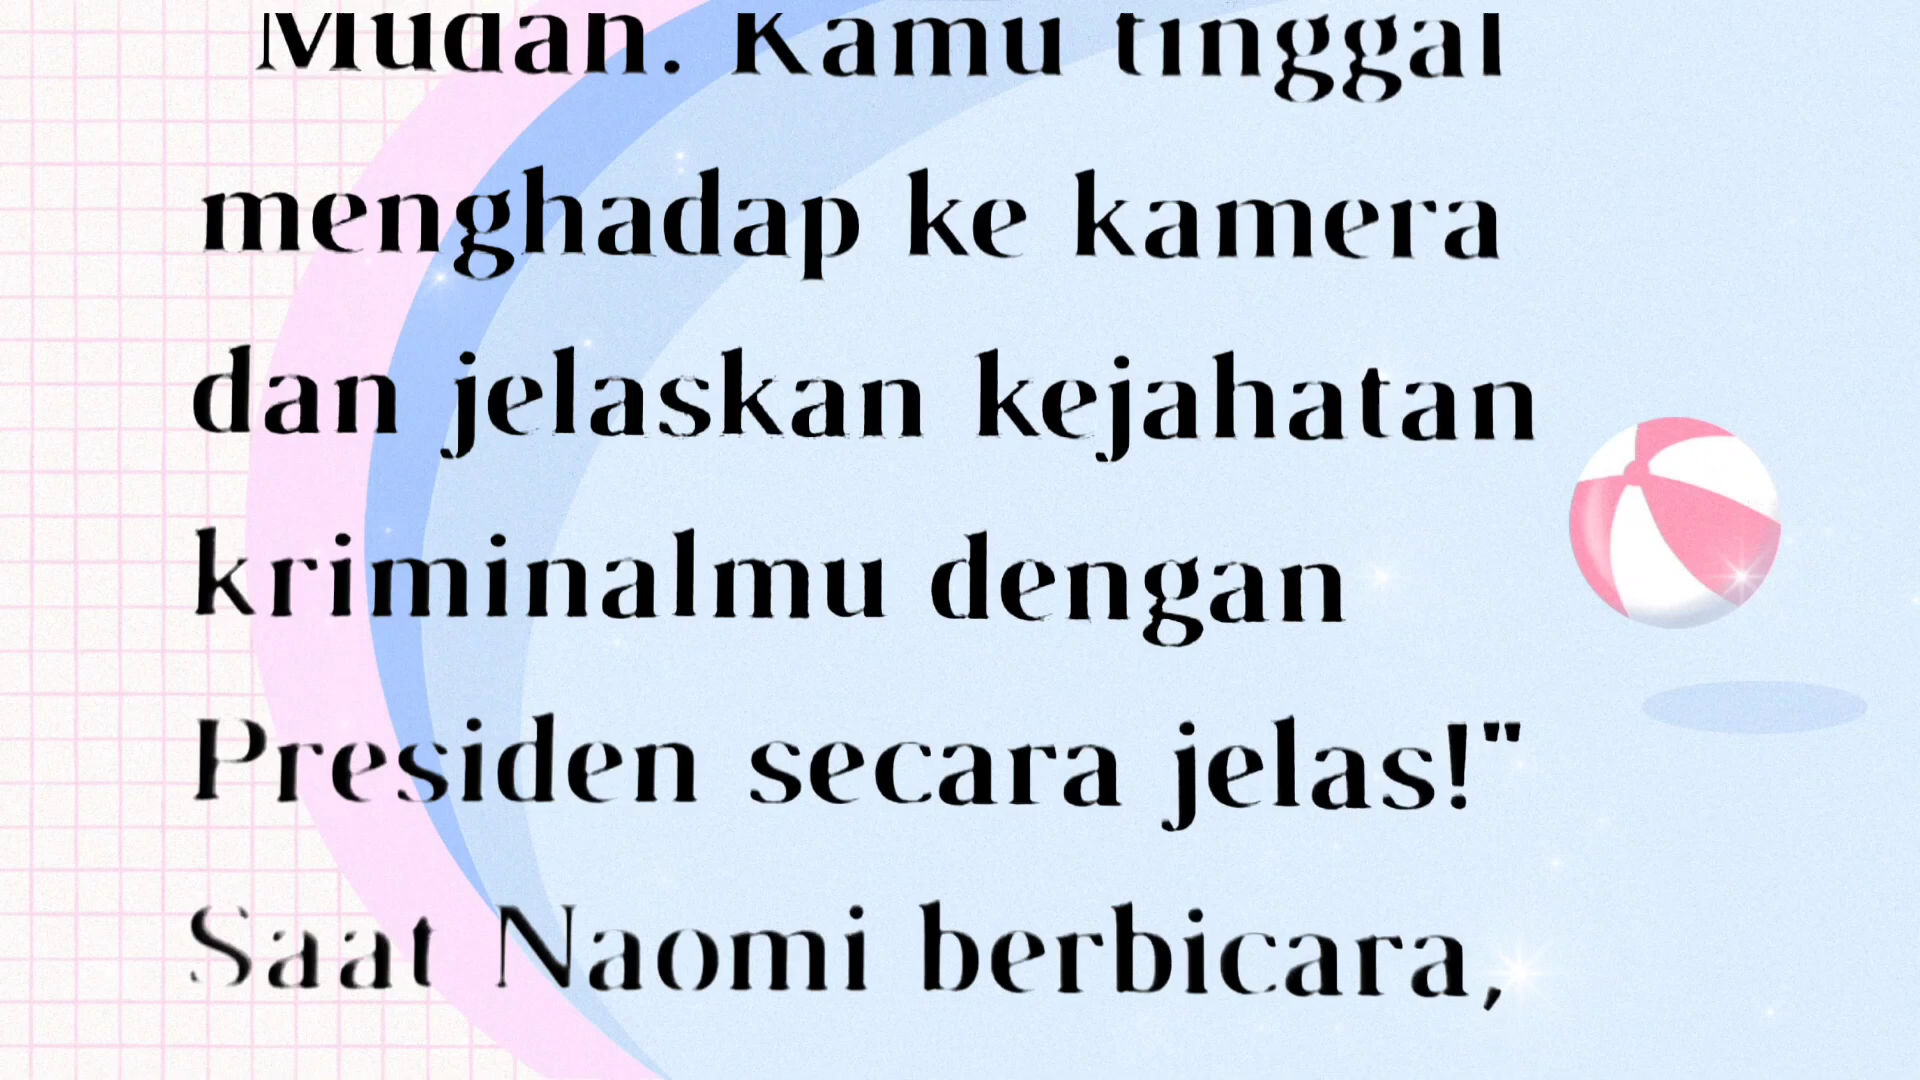 Mudah. Kamu tinggal
menghadap ke kamera
dan jelaskan kejahatan
kriminalmu dengan
Presiden secara jelas!"
Saat Naomi berbicara,